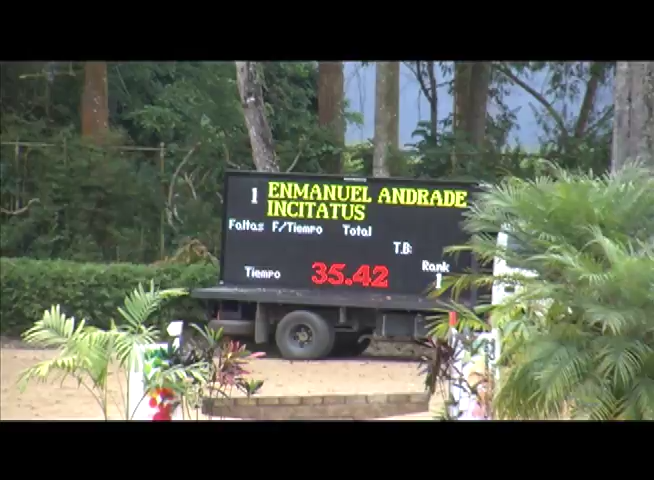 1 ENMANUEL ANDRADE
INCITATUS
Faltas F/Tiempo Total
T.B:
Tiempo 35.42 Rank
1